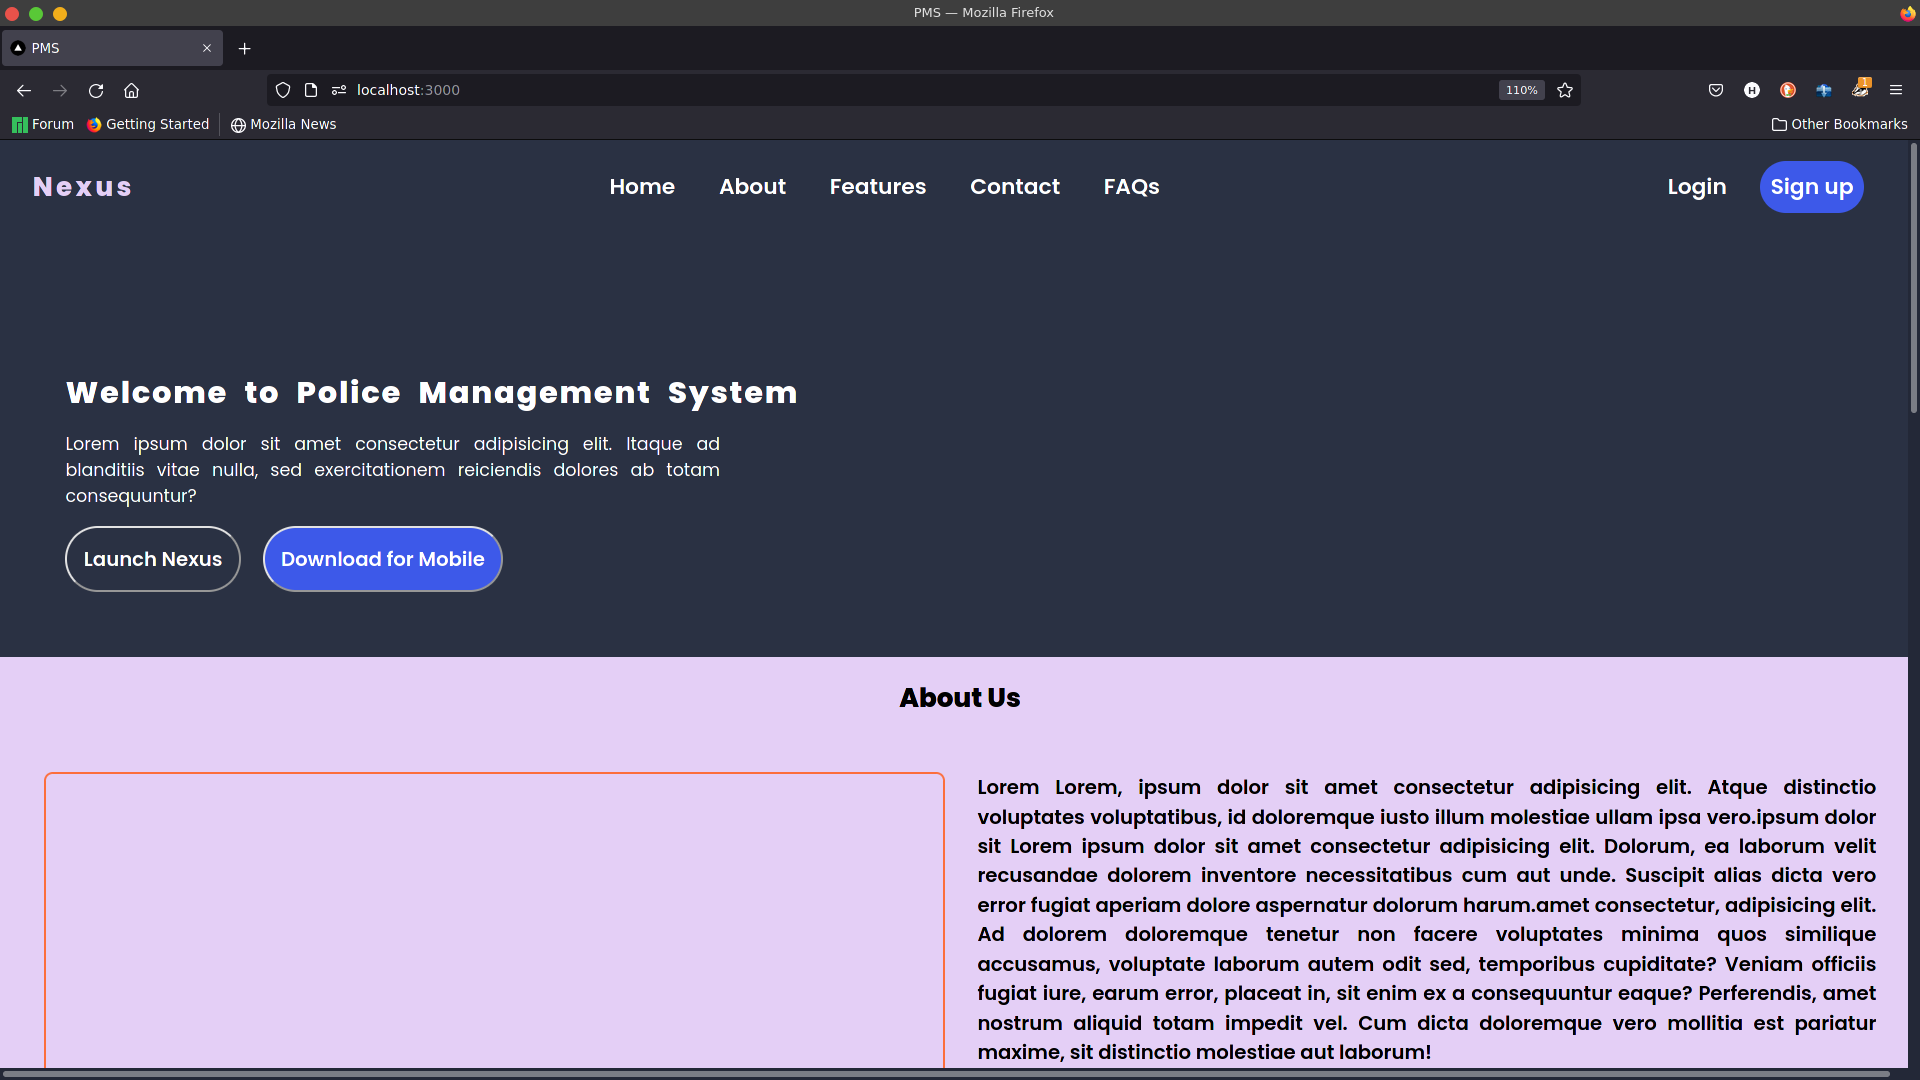 PMS — Mozilla Firefox
PMS
localhost:3000
110%
1
H
Forum
Getting Started
Mozilla News
Other Bookmarks
Nexus
Home
About
Features
Contact
FAQs
Login
Sign up
Welcome to Police Management System
Lorem ipsum dolor sit amet consectetur adipisicing elit. Itaque ad
blanditiis vitae nulla, sed exercitationem reiciendis dolores ab totam
consequuntur?
Launch Nexus
Download for Mobile
About Us
Lorem Lorem, ipsum dolor sit amet consectetur adipisicing elit. Atque distinctio
voluptates voluptatibus, id doloremque iusto illum molestiae ullam ipsa vero.ipsum dolor
sit Lorem ipsum dolor sit amet consectetur adipisicing elit. Dolorum, ea laborum velit
recusandae dolorem inventore necessitatibus cum aut unde. Suscipit alias dicta vero
error fugiat aperiam dolore aspernatur dolorum harum.amet consectetur, adipisicing elit.
Ad dolorem doloremque tenetur non facere voluptates minima quos similique
accusamus, voluptate laborum autem odit sed, temporibus cupiditate? Veniam officiis
fugiat iure, earum error, placeat in, sit enim ex a consequuntur eaque? Perferendis, amet
nostrum aliquid totam impedit vel. Cum dicta doloremque vero mollitia est pariatur
maxime, sit distinctio molestiae aut laborum!